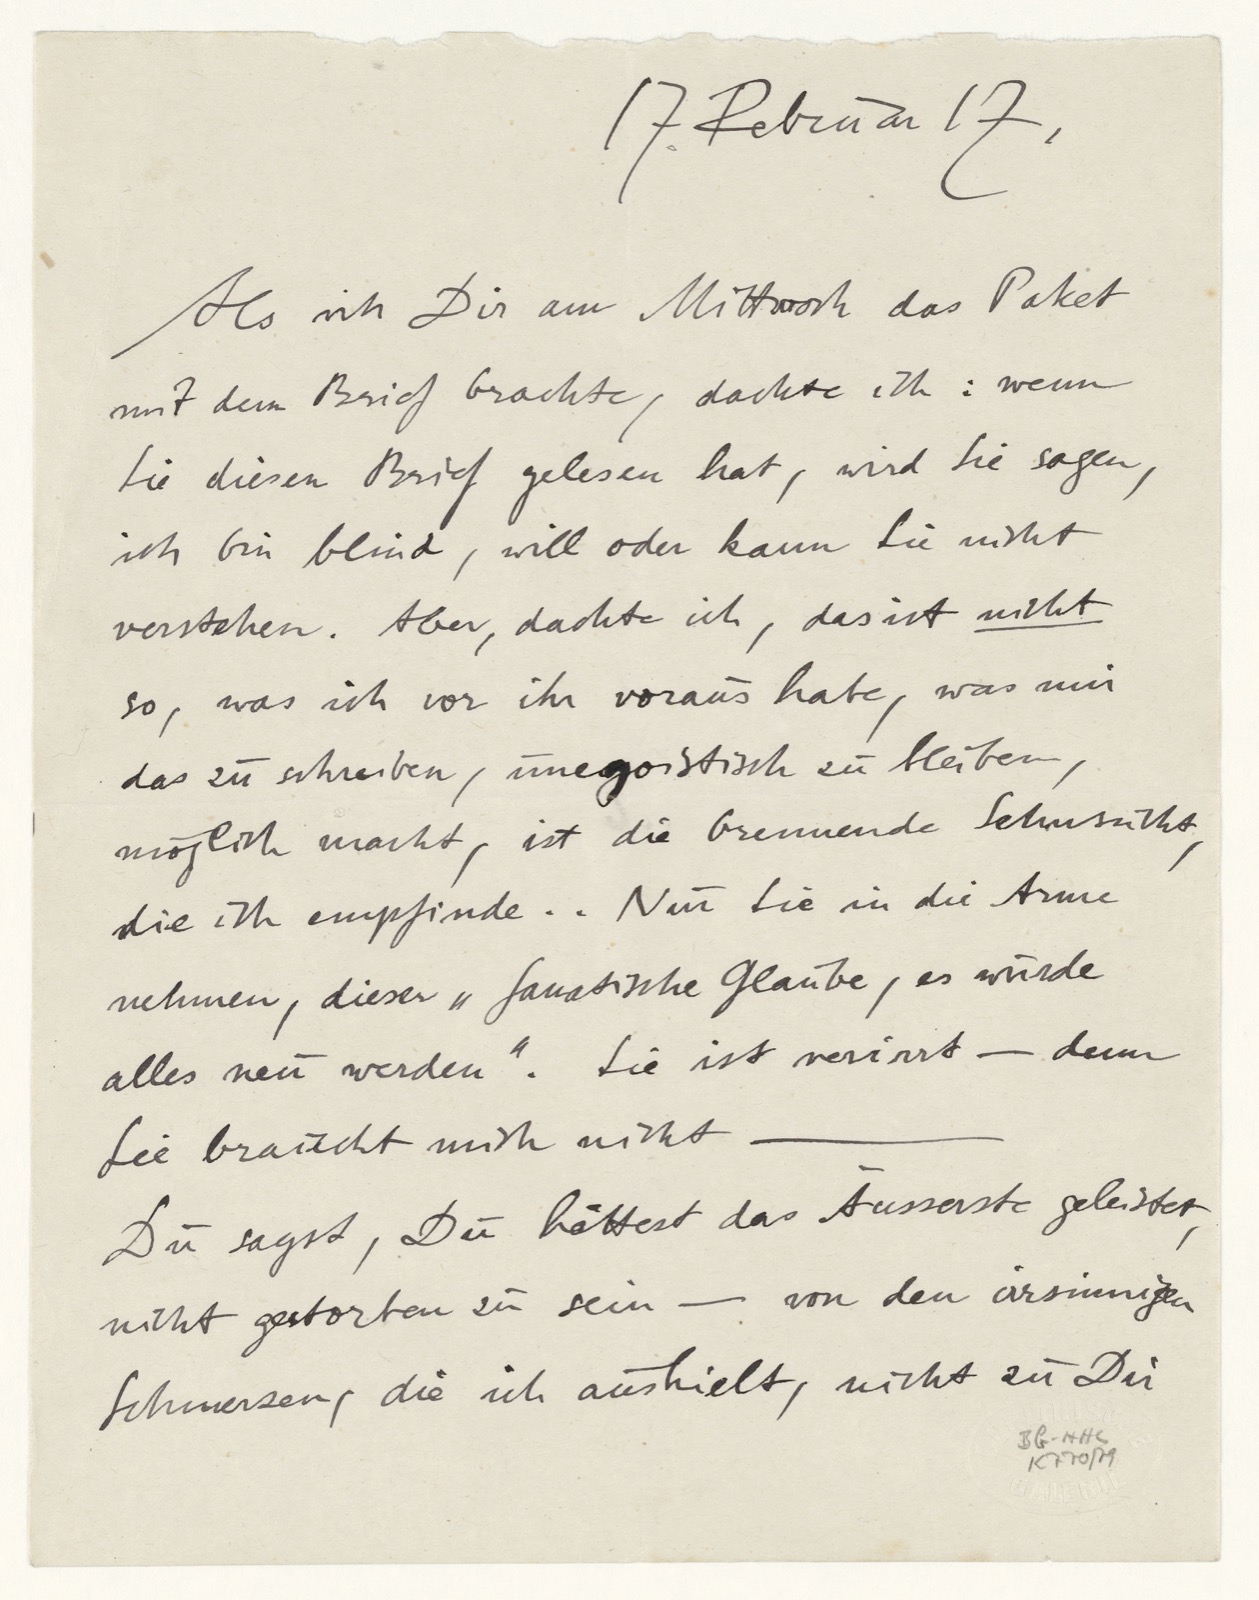 17. Februar 17,
Als ich Dir am Mittwoch das Paket
mit dem Brief brachte, dachte ich : wenn
Sie diesen Brief gelesen hat, wird Sie sagen,
ich bin blind, will oder kann Sie nicht
verstehen. Aber, dachte ich, das ist nicht
so, was ich vor ihr voraus habe, was mir
das zu schreiben, unegoistisch zu bleiben,
möglich macht, ist die brennende Sehnsucht,
die ich empfinde . . Nun Sie in die Arme
nehmen, dieser „fanatische Glaube, es würde
alles neu werden“. Sie ist verirrt — denn
Sie braucht mich nicht ———
Du sagst, Du hättest das Äusserste geleistet,
nicht gestorben zu sein — von den irrsinnigen
Schmerzen, die ich aushielt, nicht zu Dir
BG-HHC
K770/79